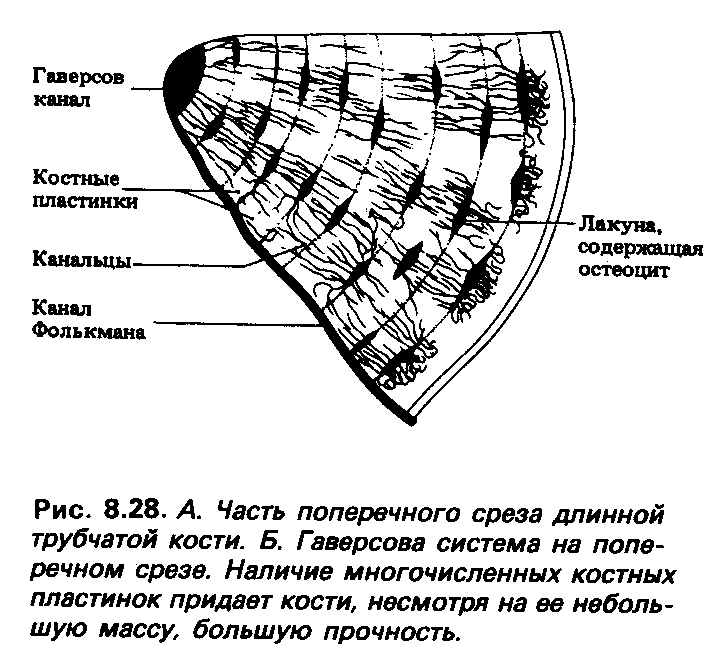 Гаверсов
канал
Костные
пластинки
Канальцы
Канал
Фолькмана
Лакуна,
содержащая
остеоцит
Рис. 8.28. А. Часть поперечного среза длинной
трубчатой кости. Б. Гаверсова система на попе-
речном срезе. Наличие многочисленных костных
пластинок придает кости, несмотря на ее неболь-
шую массу, большую прочность.